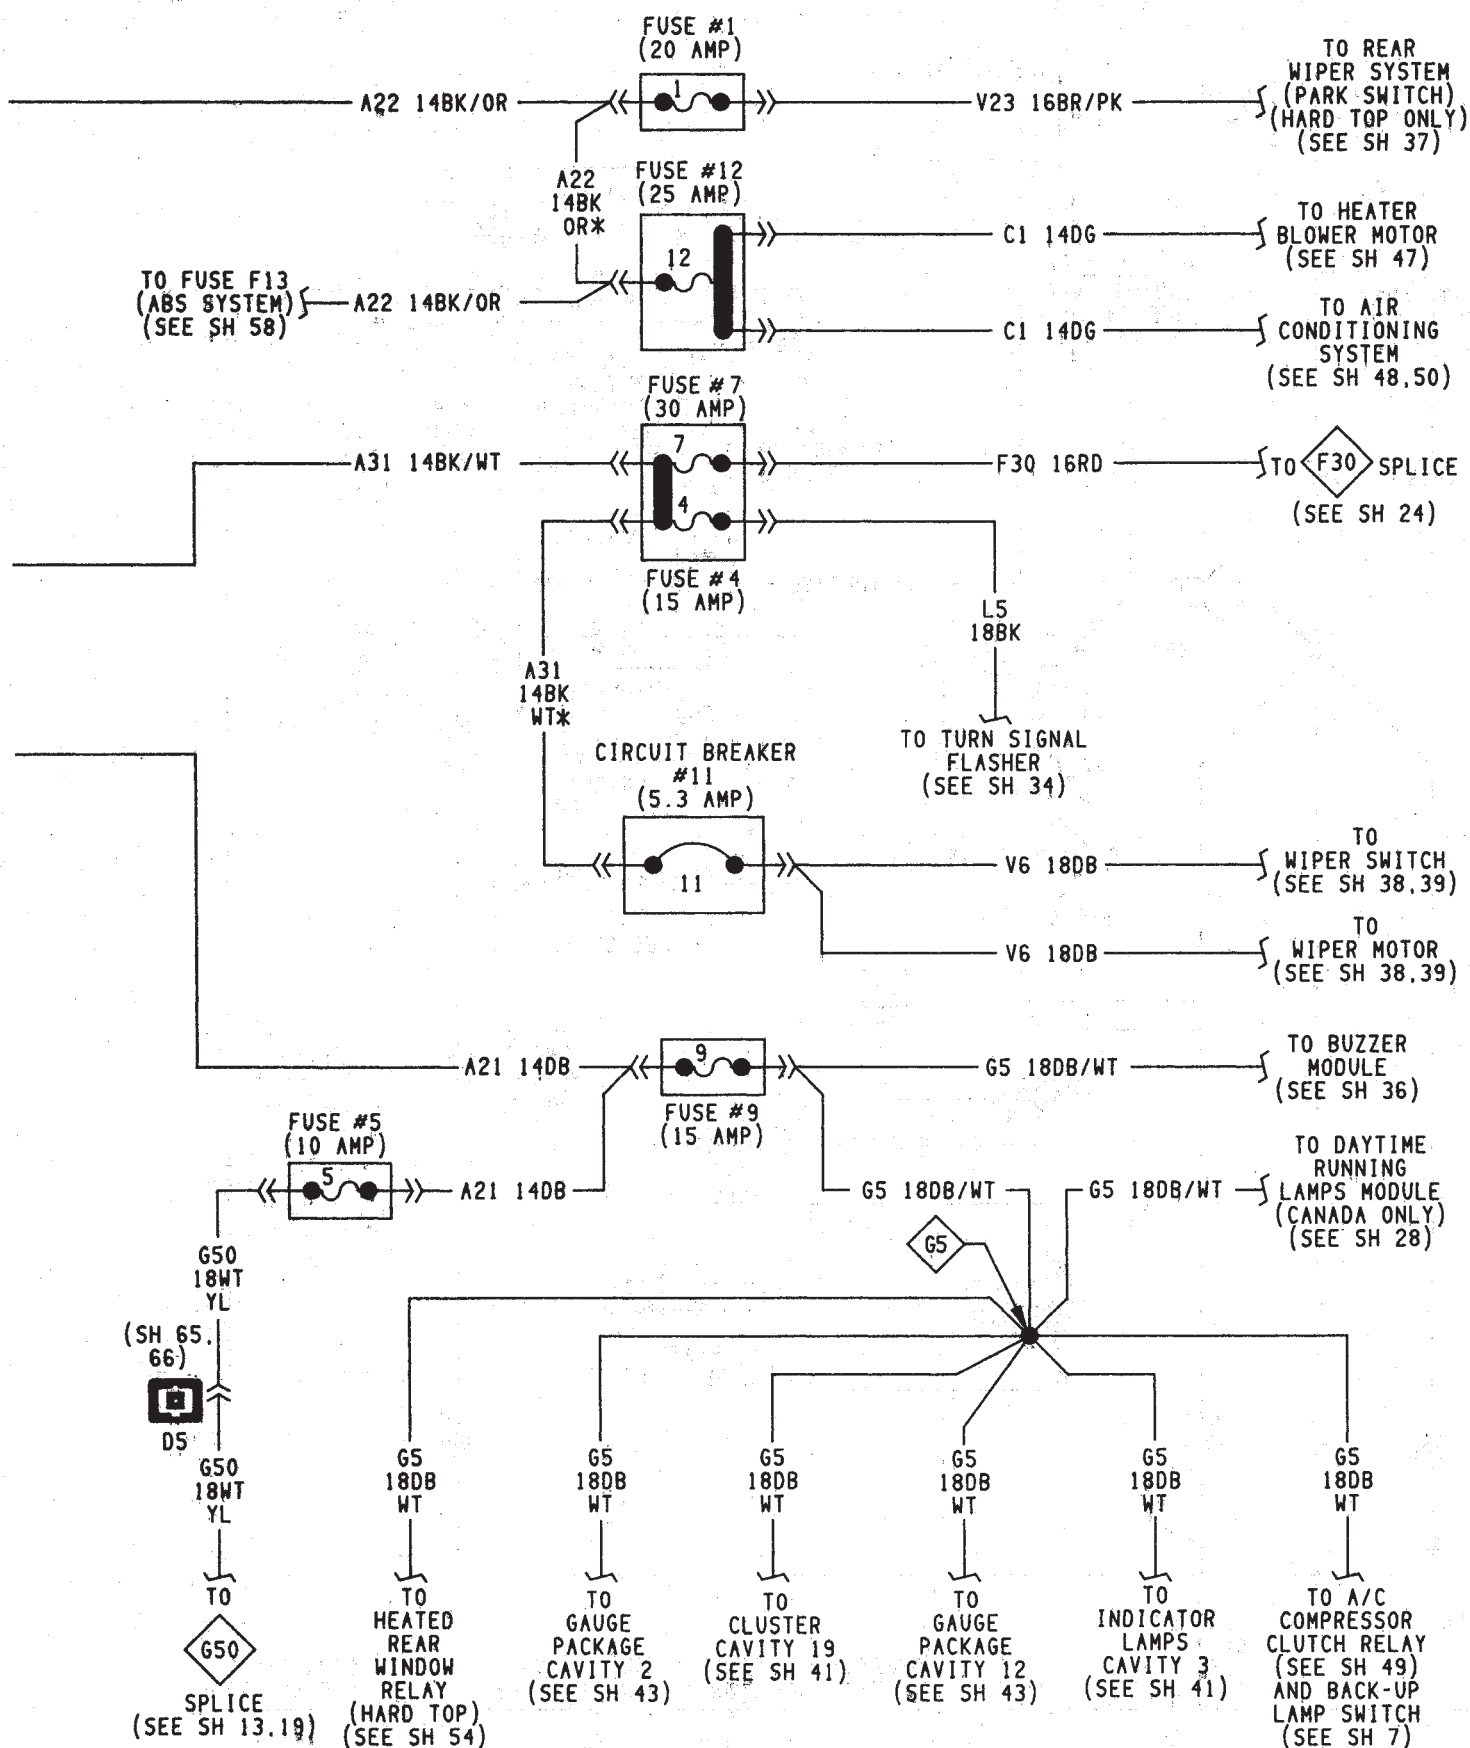 FUSE #1
(20 AMP)
1
A22 14BK/OR
V23 16BR/PK
TO REAR
WIPER SYSTEM
(PARK SWITCH)
(HARD TOP ONLY)
(SEE SH 37)
A22
14BK
OR*
FUSE #12
(25 AMP)
12
C1 14DG
TO HEATER
BLOWER MOTOR
(SEE SH 47)
TO FUSE F13
(ABS SYSTEM)
(SEE SH 58)
A22 14BK/OR
C1 14DG
TO AIR
CONDITIONING
SYSTEM
(SEE SH 48,50)
FUSE #7
(30 AMP)
7
A31 14BK/WT
F30 16RD
TO F30 SPLICE
(SEE SH 24)
4
FUSE #4
(15 AMP)
L5
18BK
TO TURN SIGNAL
FLASHER
(SEE SH 34)
A31
14BK
WT*
CIRCUIT BREAKER
#11
(5.3 AMP)
11
V6 18DB
TO
WIPER SWITCH
(SEE SH 38,39)
V6 18DB
TO
WIPER MOTOR
(SEE SH 38,39)
A21 14DB
9
FUSE #9
(15 AMP)
G5 18DB/WT
TO BUZZER
MODULE
(SEE SH 36)
FUSE #5
(10 AMP)
5
A21 14DB
G5 18DB/WT
G5 18DB/WT
TO DAYTIME
RUNNING
LAMPS MODULE
(CANADA ONLY)
(SEE SH 28)
G5
G50
18WT
YL
(SH 65,
66)
D5
G50
18WT
YL
TO
G50
SPLICE
(SEE SH 13,19)
G5
18DB
WT
TO
HEATED
REAR
WINDOW
RELAY
(HARD TOP)
(SEE SH 54)
G5
18DB
WT
TO
GAUGE
PACKAGE
CAVITY 2
(SEE SH 43)
G5
18DB
WT
TO
CLUSTER
CAVITY 19
(SEE SH 41)
G5
18DB
WT
TO
GAUGE
PACKAGE
CAVITY 12
(SEE SH 43)
G5
18DB
WT
TO
INDICATOR
LAMPS
CAVITY 3
(SEE SH 41)
G5
18DB
WT
TO A/C
COMPRESSOR
CLUTCH RELAY
(SEE SH 49)
AND BACK-UP
LAMP SWITCH
(SEE SH 7)